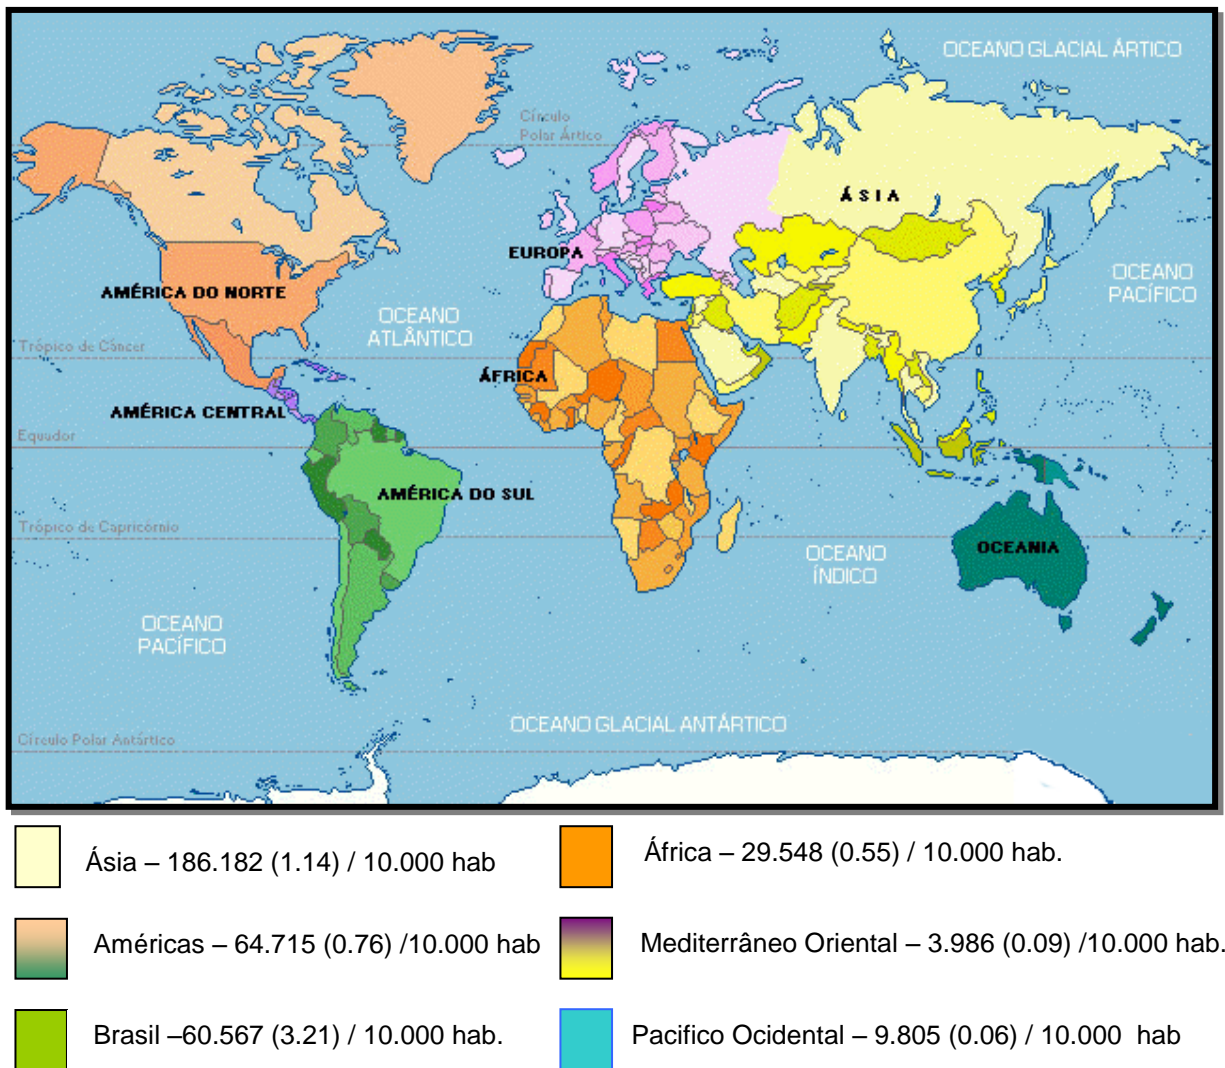 OCEANO GLACIAL ÁRTICO
Círculo
Polar Ártico
ÁSIA
EUROPA
OCEANO
PACÍFICO
AMÉRICA DO NORTE
OCEANO
ATLÂNTICO
Trópico de Câncer
ÁFRICA
AMÉRICA CENTRAL
Equador
AMÉRICA DO SUL
Trópico de Capricórnio
OCEANIA
OCEANO
ÍNDICO
OCEANO
PACÍFICO
OCEANO GLACIAL ANTÁRTICO
Círculo Polar Antártico
Ásia – 186.182 (1.14) / 10.000 hab
África – 29.548 (0.55) / 10.000 hab.
Américas – 64.715 (0.76) /10.000 hab
Mediterrâneo Oriental – 3.986 (0.09) /10.000 hab.
Brasil –60.567 (3.21) / 10.000 hab.
Pacifico Ocidental – 9.805 (0.06) / 10.000 hab